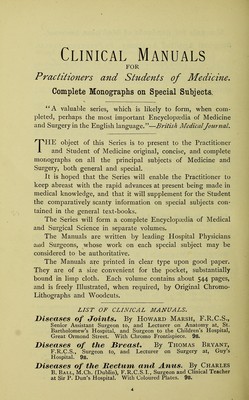 CLINICAL MANUALS
FOR
Practitioners and Students of Medicine.
Complete Monographs on Special Subjects.
"A valuable series, which is likely to form, when com-
pleted, perhaps the most important Encyclopædia of Medicine
and Surgery in the English language."—British Medical Journal.
THE object of this Series is to present to the Practitioner
and Student of Medicine original, concise, and complete
monographs on all the principal subjects of Medicine and
Surgery, both general and special.
It is hoped that the Series will enable the Practitioner to
keep abreast with the rapid advances at present being made in
medical knowledge, and that it will supplement for the Student
the comparatively scanty information on special subjects con-
tained in the general text-books.
The Series will form a complete Encyclopædia of Medical
and Surgical Science in separate volumes.
The Manuals are written by leading Hospital Physicians
and Surgeons, whose work on each special subject may be
considered to be authoritative.
The Manuals are printed in clear type upon good paper.
They are of a size convenient for the pocket, substantially
bound in limp cloth. Each volume contains about 544 pages,
and is freely Illustrated, when required, by Original Chromo-
Lithographs and Woodcuts.
LIST OF CLINICAL MANUALS.
Diseases of Joints. By HOWARD MARSH, F.R.C.S.,
Senior Assistant Surgeon to, and Lecturer on Anatomy at, St.
Bartholomew's Hospital, and Surgeon to the Children's Hospital,
Great Ormond Street. With Chromo Frontispiece. 9s.
Diseases of the Breast. By THOMAS BRYANT,
F.R.C.S., Surgeon to, and Lecturer on Surgery at, Guy's
Hospital. 9s.
Diseases of the Rectum and Anus. By CHARLES
B. BALL, M.Ch. (Dublin), F.R.C.S.I., Surgeon and Clinical Teacher
at Sir P. Dun's Hospital. With Coloured Plates. 9s.
4